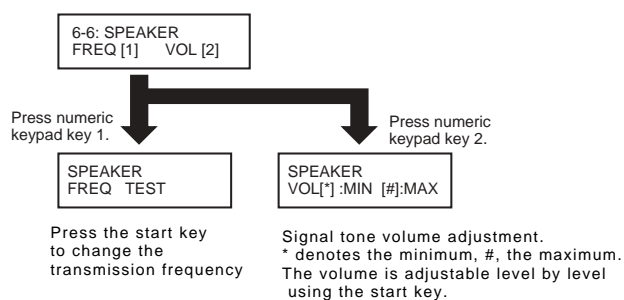 6-6: SPEAKER
FREQ [1] VOL [2]
Press numeric
keypad key 1.
Press numeric
keypad key 2.
SPEAKER
FREQ TEST
SPEAKER
VOL[*] :MIN [#]:MAX
Press the start key
to change the
transmission frequency
Signal tone volume adjustment.
* denotes the minimum, #, the maximum.
The volume is adjustable level by level
using the start key.